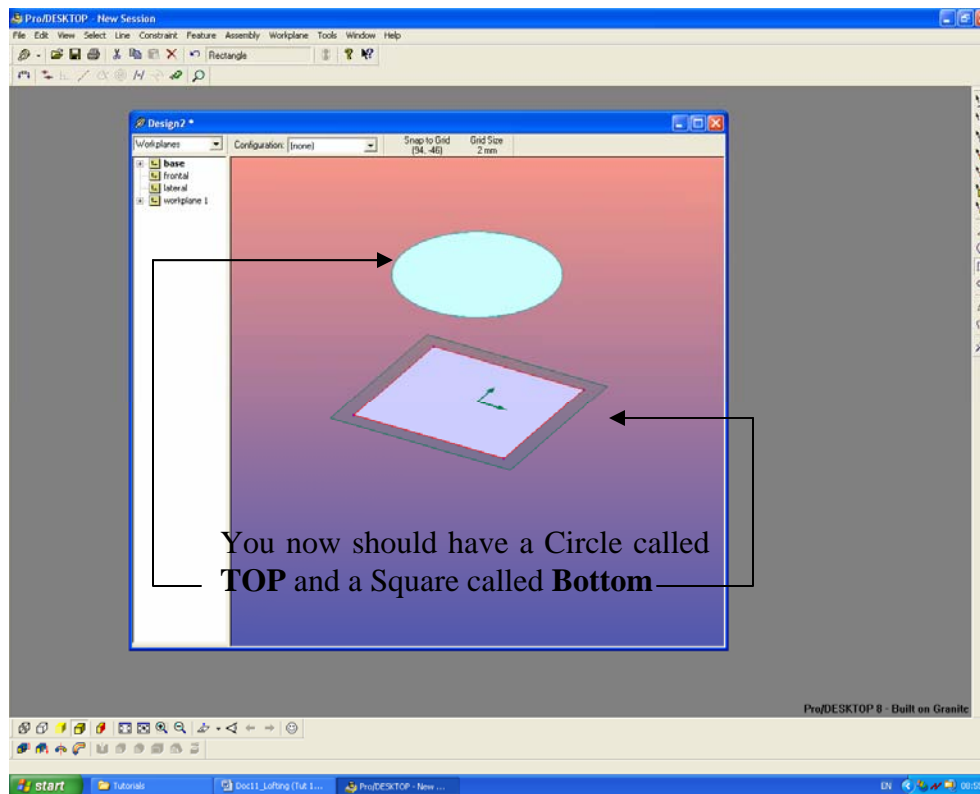 Pro/DESKTOP - New Session
File Edit View Select Line Constraint Feature Assembly Workplane Tools Window Help
Rectangle
Design2 *
Workplanes
Configuration: (none)
Snap to Grid
(94, -46)
Grid Size
2 mm
base
frontal
lateral
workplane 1
You now should have a Circle called
TOP and a Square called Bottom
Pro/DESKTOP 8 - Built on Granite
start
Tutorials
Doc11_Lofting (Tut 1...
Pro/DESKTOP - New ...
EN